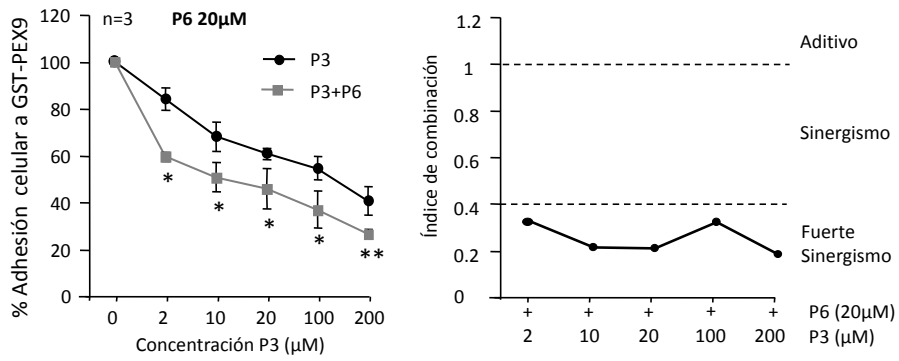 n=3
P6 20μM
P3
P3+P6
% Adhesión celular a GST-PEX9
100
80
60
40
20
0
*
*
*
*
**
0 2 10 20 100 200
Concentración P3 (μM)
Índice de combinación
1.2
1
0.8
0.6
0.4
0.2
0
Aditivo
Sinergismo
Fuerte
Sinergismo
+ + + + + P6 (20μM)
2 10 20 100 200 P3 (μM)